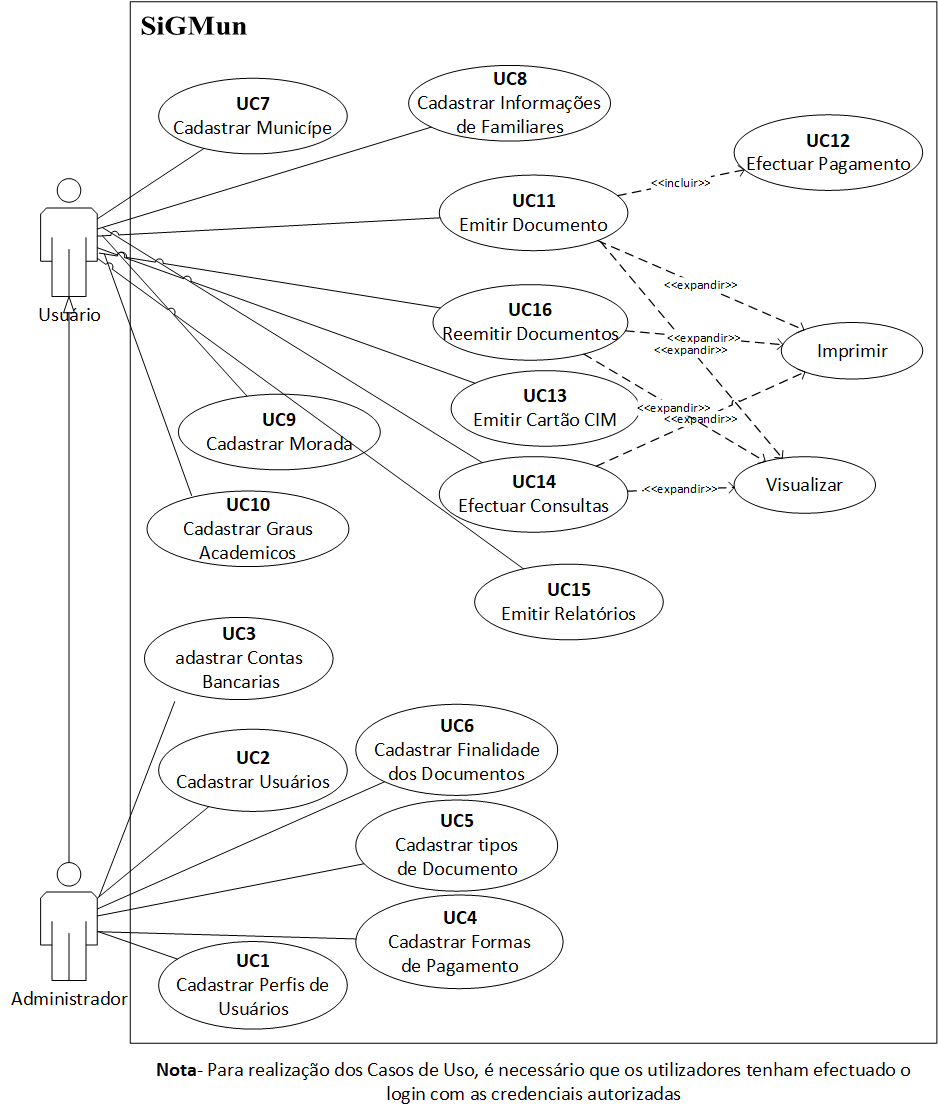 SiGMun
UC7
Cadastrar Municípe
UC8
Cadastrar Informações
de Familiares
UC12
Efectuar Pagamento
<<incluir>>
UC11
Emitir Documento
<<expandir>>
Usuário
UC16
Reemitir Documentos
<<expandir>>
<<expandir>>
Imprimir
UC13
Emitir Cartão CIM
<<expandir>>
<<expandir>>
UC9
Cadastrar Morada
UC14
Efectuar Consultas
<<expandir>>
Visualizar
UC10
Cadastrar Graus
Academicos
UC15
Emitir Relatórios
UC3
adastrar Contas
Bancarias
UC6
Cadastrar Finalidade
dos Documentos
UC2
Cadastrar Usuários
UC5
Cadastrar tipos
de Documento
UC4
Cadastrar Formas
de Pagamento
UC1
Cadastrar Perfis de
Usuários
Administrador
Nota- Para realização dos Casos de Uso, é necessário que os utilizadores tenham efectuado o
login com as credenciais autorizadas